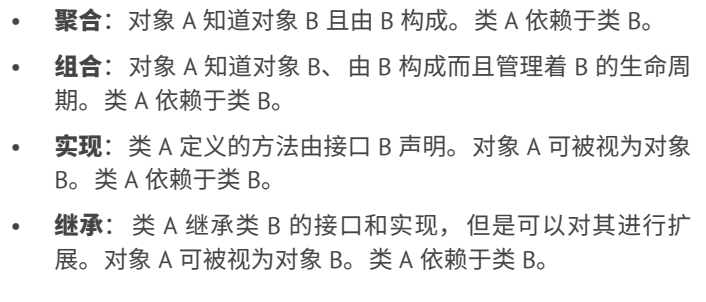 • 聚合：对象 A 知道对象 B 且由 B 构成。类 A 依赖于类 B。
• 组合：对象 A 知道对象 B、由 B 构成而且管理着 B 的生命周
期。类 A 依赖于类 B。
• 实现：类 A 定义的方法由接口 B 声明。对象 A 可被视为对象
B。类 A 依赖于类 B。
• 继承： 类 A 继承类 B 的接口和实现，但是可以对其进行扩
展。对象 A 可被视为对象 B。类 A 依赖于类 B。